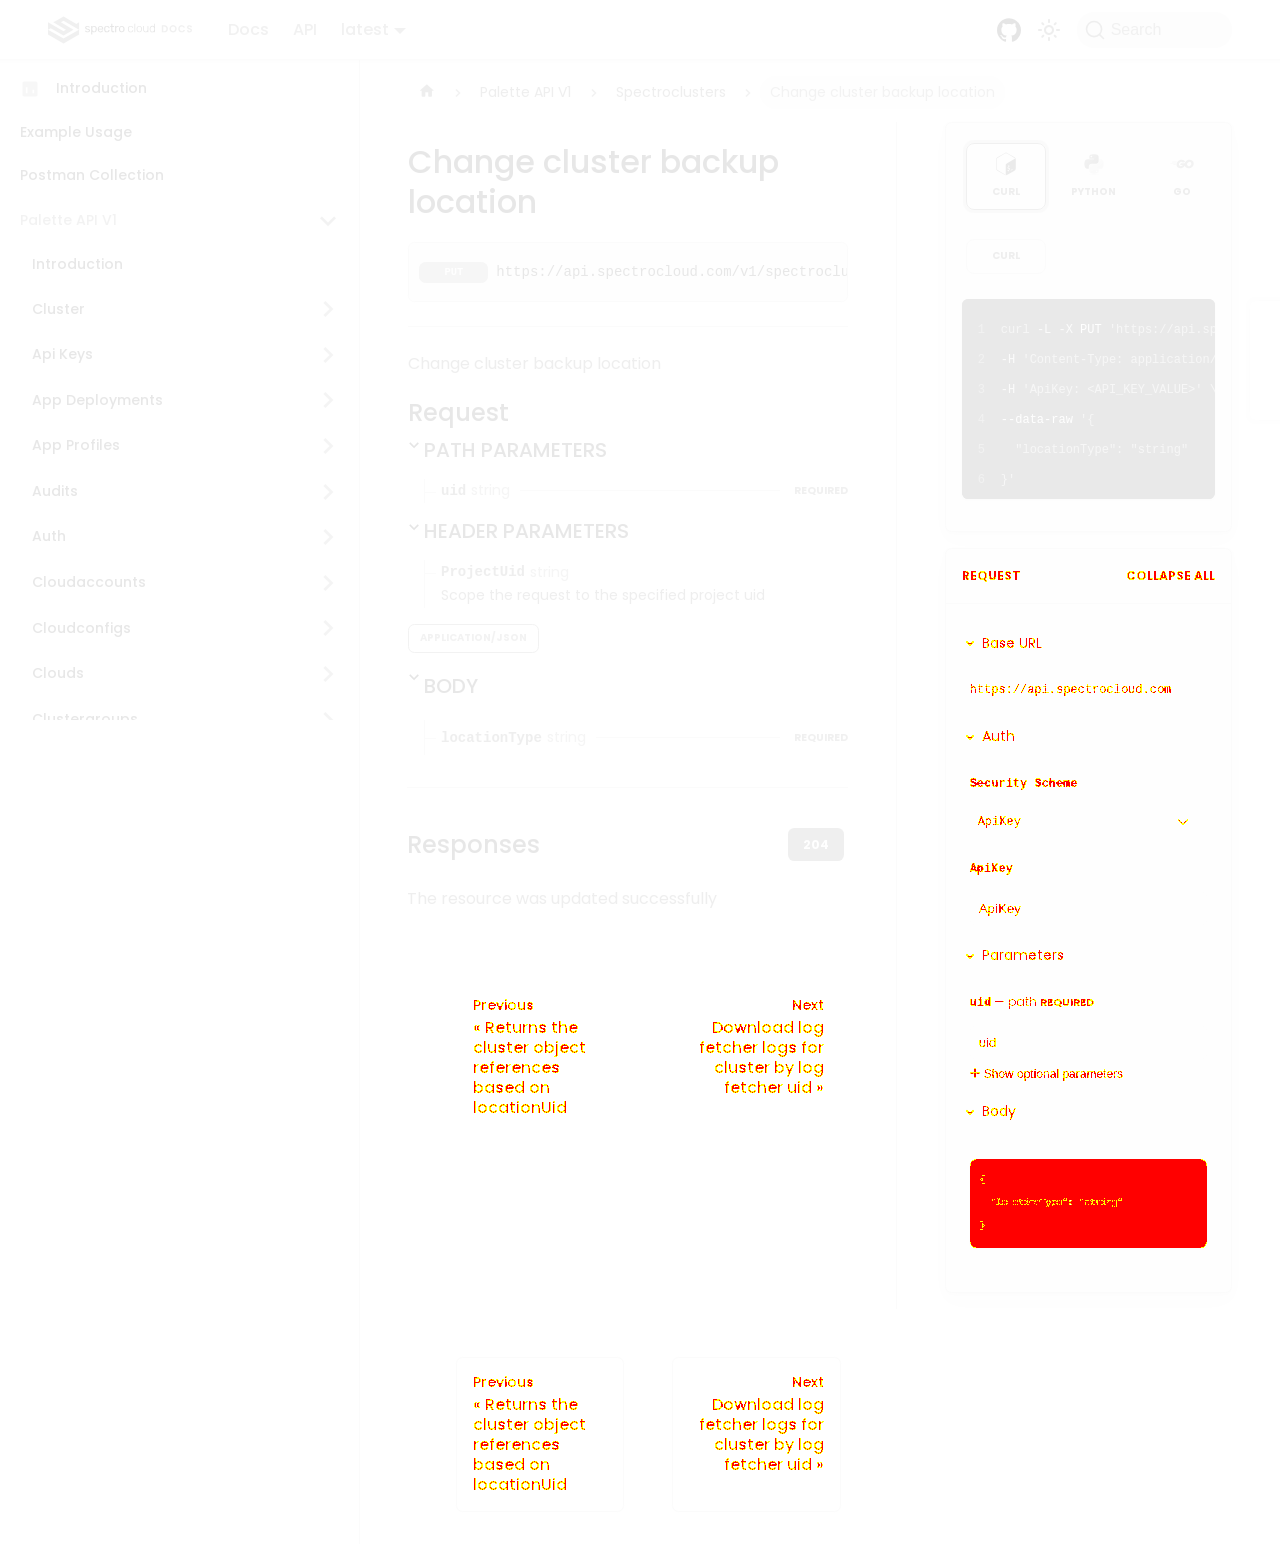 spectro cloud DOCS
Docs
API
latest
Search
Introduction
Example Usage
Postman Collection
Palette API V1
Introduction
Cluster
Api Keys
App Deployments
App Profiles
Audits
Auth
Cloudaccounts
Cloudconfigs
Clouds
Clustergroups
Palette API V1
Spectroclusters
Change cluster backup location
Change cluster backup
location
PUT
https://api.spectrocloud.com/v1/spectroclu
Change cluster backup location
Request
PATH PARAMETERS
uid string REQUIRED
HEADER PARAMETERS
ProjectUid string
Scope the request to the specified project uid
APPLICATION/JSON
BODY
locationType string REQUIRED
Responses
204
The resource was updated successfully
Previous
« Returns the
cluster object
references
based on
locationUid
Next
Download log
fetcher logs for
cluster by log
fetcher uid »
Previous
« Returns the
cluster object
references
based on
locationUid
Next
Download log
fetcher logs for
cluster by log
fetcher uid »
CURL
PYTHON
GO
CURL
1 curl -L -X PUT 'https://api.sp
2 -H 'Content-Type: application/
3 -H 'ApiKey: <API_KEY_VALUE>' \
4 --data-raw '{
5 "locationType": "string"
6 }'
REQUEST
COLLAPSE ALL
Base URL
https://api.spectrocloud.com
Auth
Security Scheme
ApiKey
ApiKey
ApiKey
Parameters
uid — path REQUIRED
uid
Show optional parameters
Body
{
"locationType": "string"
}